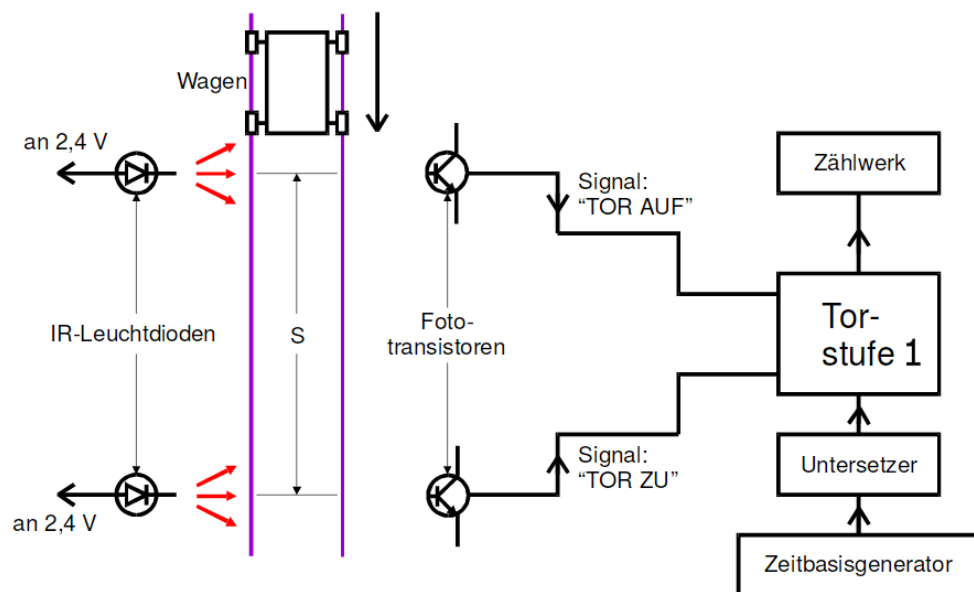 Wagen
an 2,4 V
Signal:
“TOR AUF”
Zählwerk
IR-Leuchtdioden
S
Foto-
transistoren
Tor-
stufe 1
Signal:
“TOR ZU”
Untersetzer
an 2,4 V
Zeitbasisgenerator